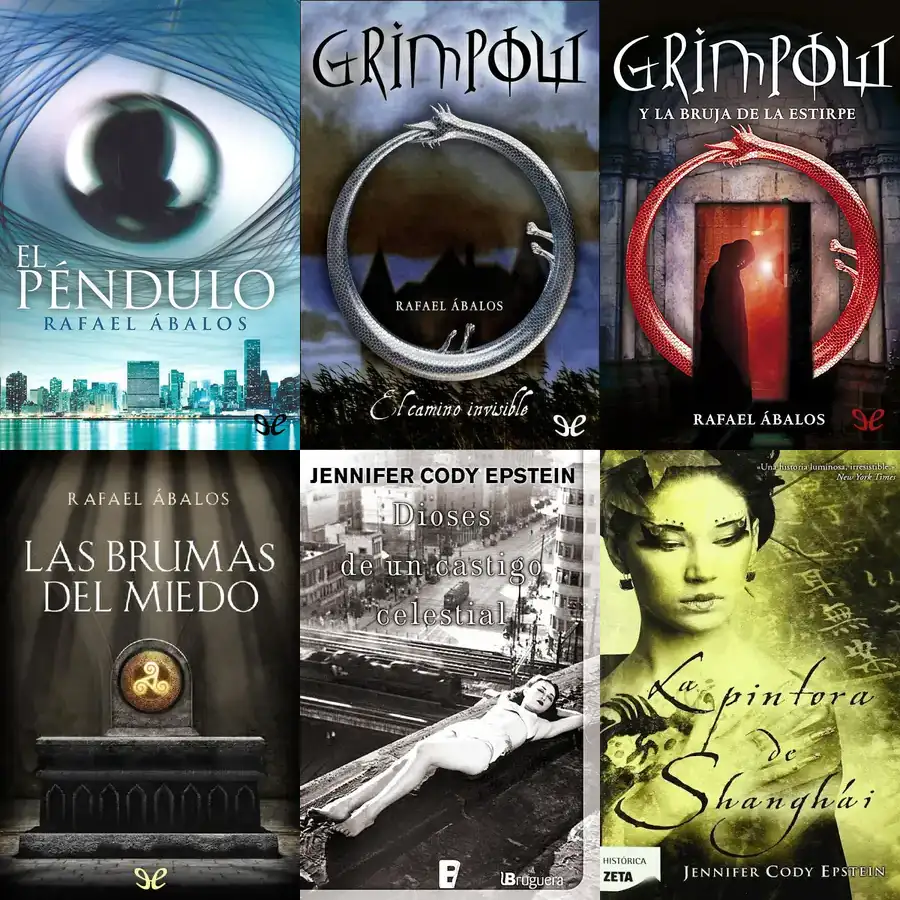 EL
PÉNDULO
RAFAEL ÁBALOS
GRIMPOW
RAFAEL ÁBALOS
El camino invisible
GRIMPOW
Y LA BRUJA DE LA ESTIRPE
RAFAEL ÁBALOS
RAFAEL ÁBALOS
LAS BRUMAS
DEL MIEDO
JENNIFER CODY EPSTEIN
Dioses
de un castigo
celestial
B
Bruguera
«Una historia luminosa, irresistible.»
New York Times
La pintora
de
Shanghái
HISTÓRICA
ZETA
JENNIFER CODY EPSTEIN